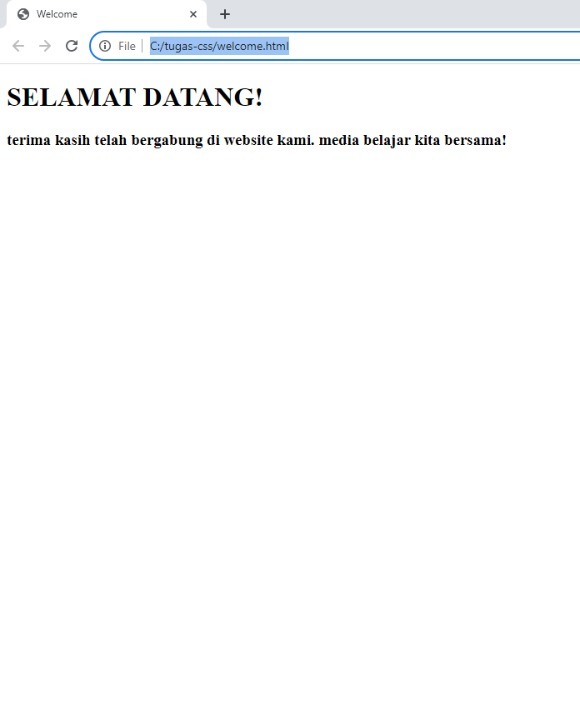 Welcome
File C:/tugas-css/welcome.html
SELAMAT DATANG!
terima kasih telah bergabung di website kami. media belajar kita bersama!